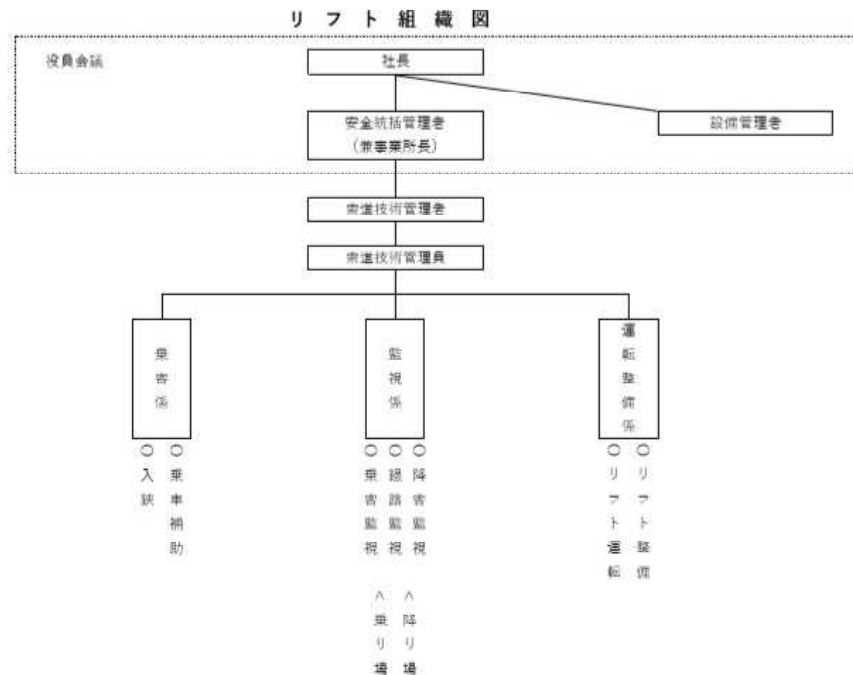 リフト組織図
役員会議
社長
安全統括管理者
（兼事業所長）
設備管理者
索道技術管理者
索道技術管理員
乗客係
監視係
運転整備係
○乗車補助
○入鋏
○降客監視
○線路監視
○乗客監視
○リフト整備
○リフト運転
＜降り場
＜乗り場